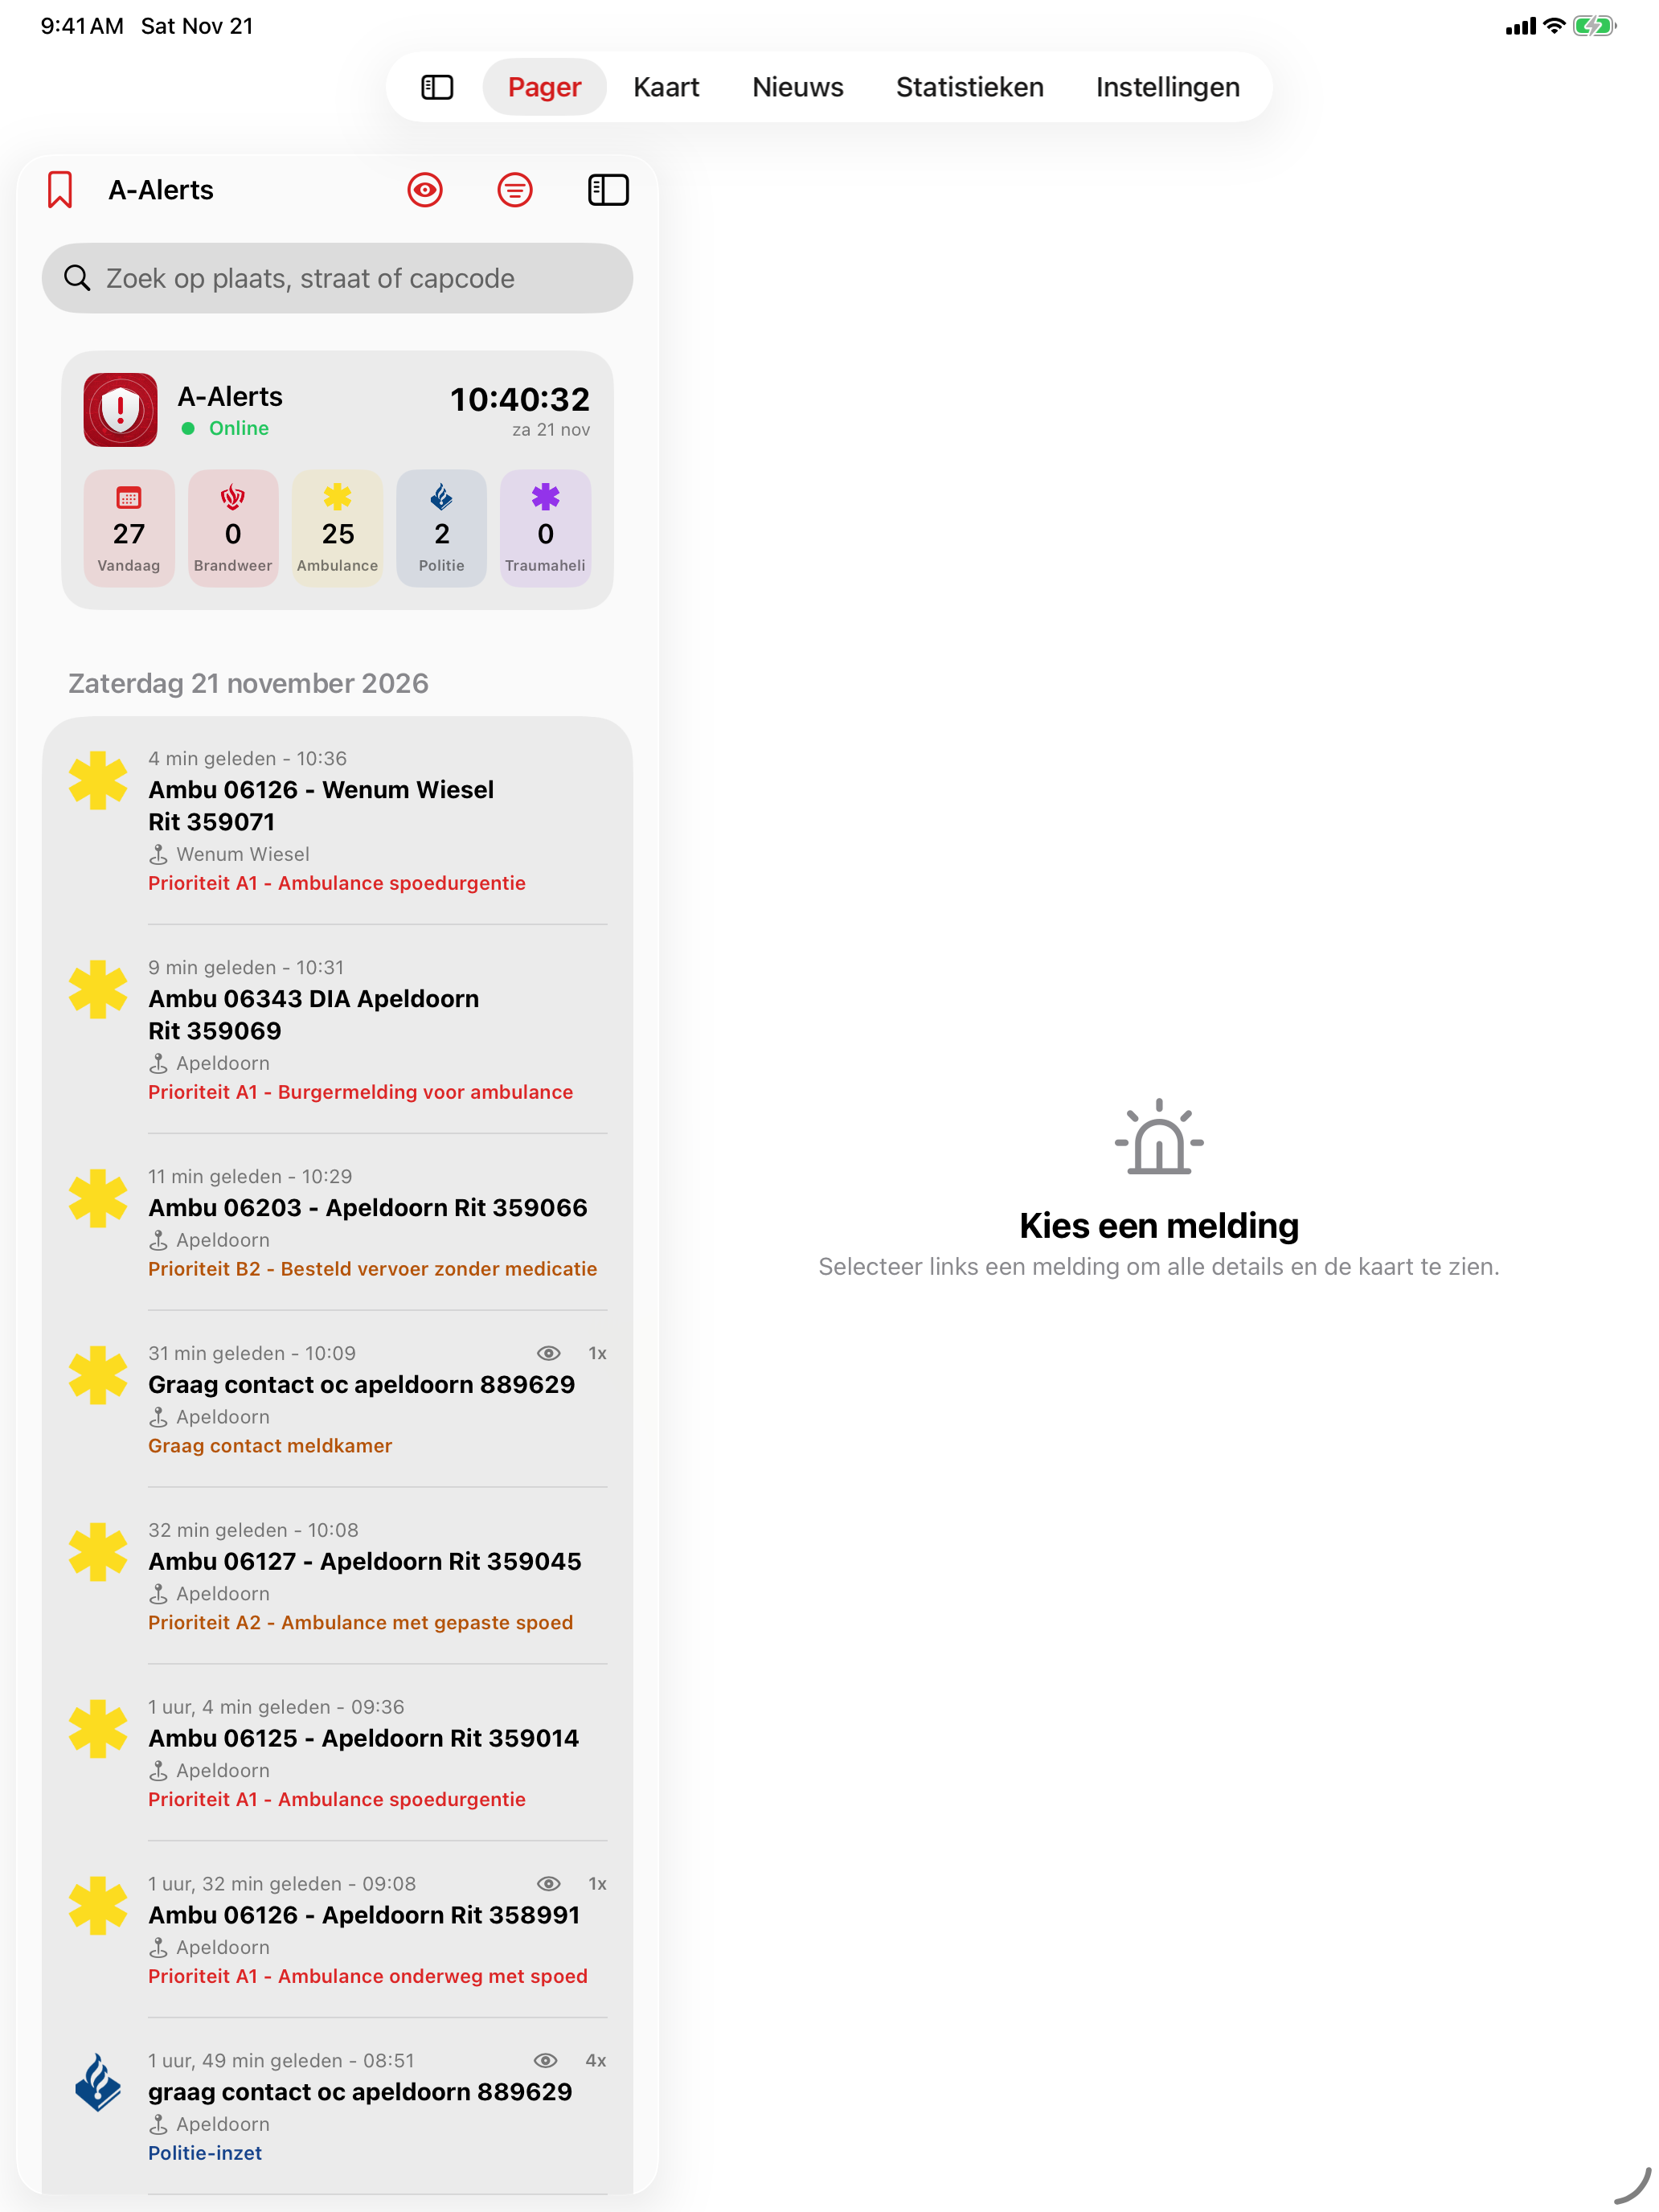 9:41 AM Sat Nov 21
Pager Kaart Nieuws Statistieken Instellingen
A-Alerts
Zoek op plaats, straat of capcode
A-Alerts 10:40:32
Online za 21 nov
27 0 25 2 0
Vandaag Brandweer Ambulance Politie Traumaheli
Zaterdag 21 november 2026
4 min geleden - 10:36
Ambu 06126 - Wenum Wiesel
Rit 359071
Wenum Wiesel
Prioriteit A1 - Ambulance spoedurgentie
9 min geleden - 10:31
Ambu 06343 DIA Apeldoorn
Rit 359069
Apeldoorn
Prioriteit A1 - Burgermelding voor ambulance
11 min geleden - 10:29
Ambu 06203 - Apeldoorn Rit 359066
Apeldoorn
Prioriteit B2 - Besteld vervoer zonder medicatie
31 min geleden - 10:09 1x
Graag contact oc apeldoorn 889629
Apeldoorn
Graag contact meldkamer
32 min geleden - 10:08
Ambu 06127 - Apeldoorn Rit 359045
Apeldoorn
Prioriteit A2 - Ambulance met gepaste spoed
1 uur, 4 min geleden - 09:36
Ambu 06125 - Apeldoorn Rit 359014
Apeldoorn
Prioriteit A1 - Ambulance spoedurgentie
1 uur, 32 min geleden - 09:08 1x
Ambu 06126 - Apeldoorn Rit 358991
Apeldoorn
Prioriteit A1 - Ambulance onderweg met spoed
1 uur, 49 min geleden - 08:51 4x
graag contact oc apeldoorn 889629
Apeldoorn
Politie-inzet
Kies een melding
Selecteer links een melding om alle details en de kaart te zien.